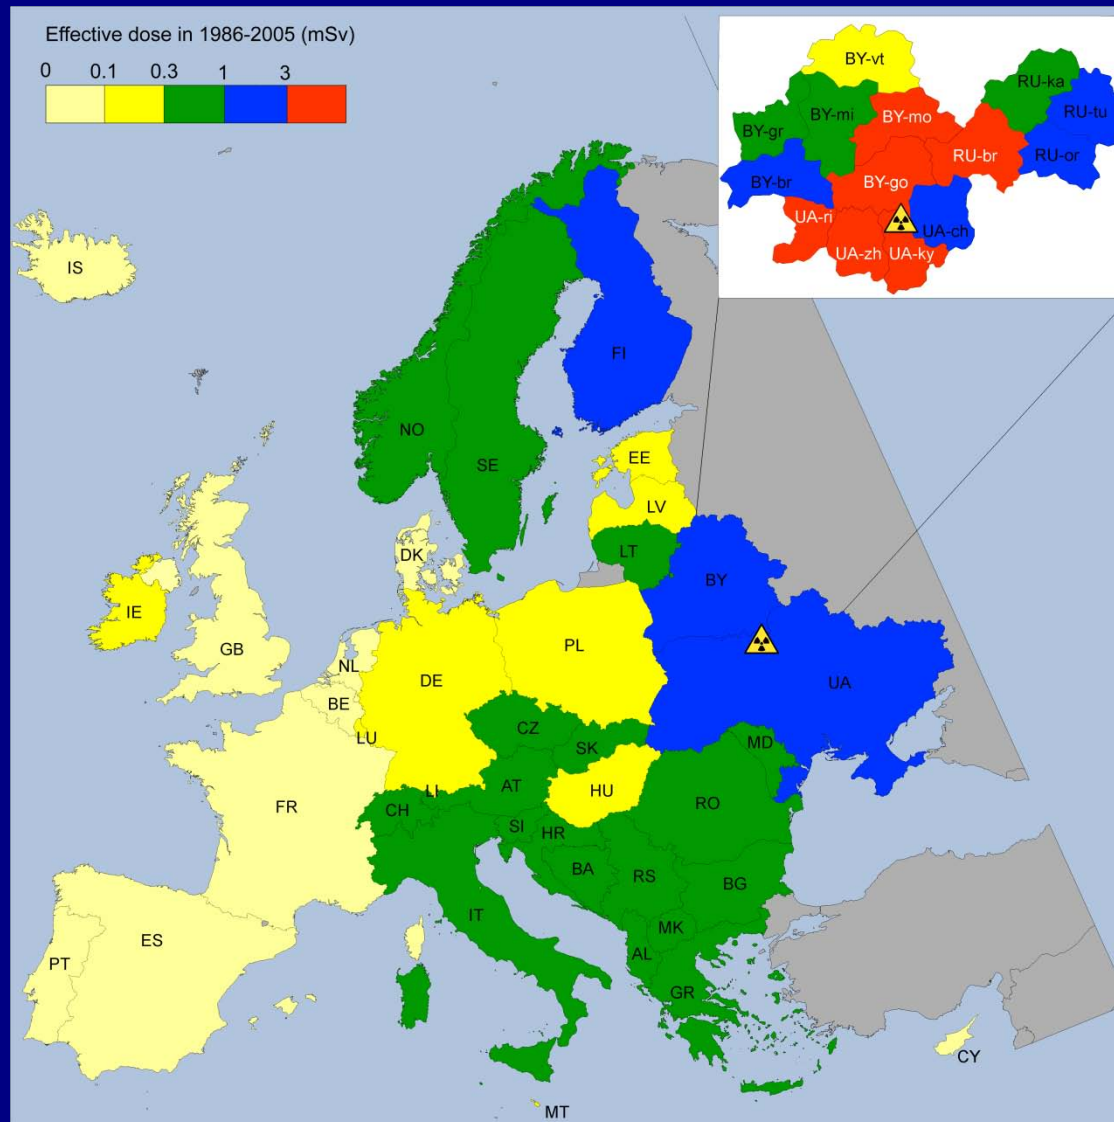 Effective dose in 1986-2005 (mSv)
0 0.1 0.3 1 3
BY-vt
RU-ka
BY-mi
BY-mo
RU-tu
BY-gr
RU-br
RU-or
BY-br
BY-go
UA-ri
UA-ch
UA-zh
UA-ky
IS
FI
NO
SE
EE
LV
DK
LT
BY
IE
GB
NL
PL
DE
UA
BE
LU
CZ
SK
MD
AT
LI
HU
FR
CH
RO
SI
HR
BA
RS
BG
IT
MK
ES
AL
PT
GR
CY
MT